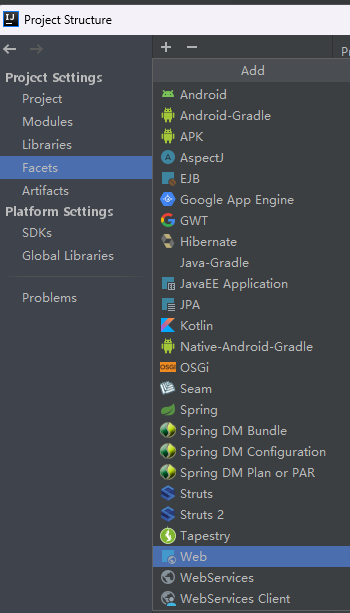 Project Structure
Project Settings
Project
Modules
Libraries
Facets
Artifacts
Platform Settings
SDKs
Global Libraries
Problems
Add
Android
Android-Gradle
APK
AspectJ
EJB
Google App Engine
GWT
Hibernate
Java-Gradle
JavaEE Application
JPA
Kotlin
Native-Android-Gradle
OSGi
Seam
Spring
Spring DM Bundle
Spring DM Configuration
Spring DM Plan or PAR
Struts
Struts 2
Tapestry
Web
WebServices
WebServices Client